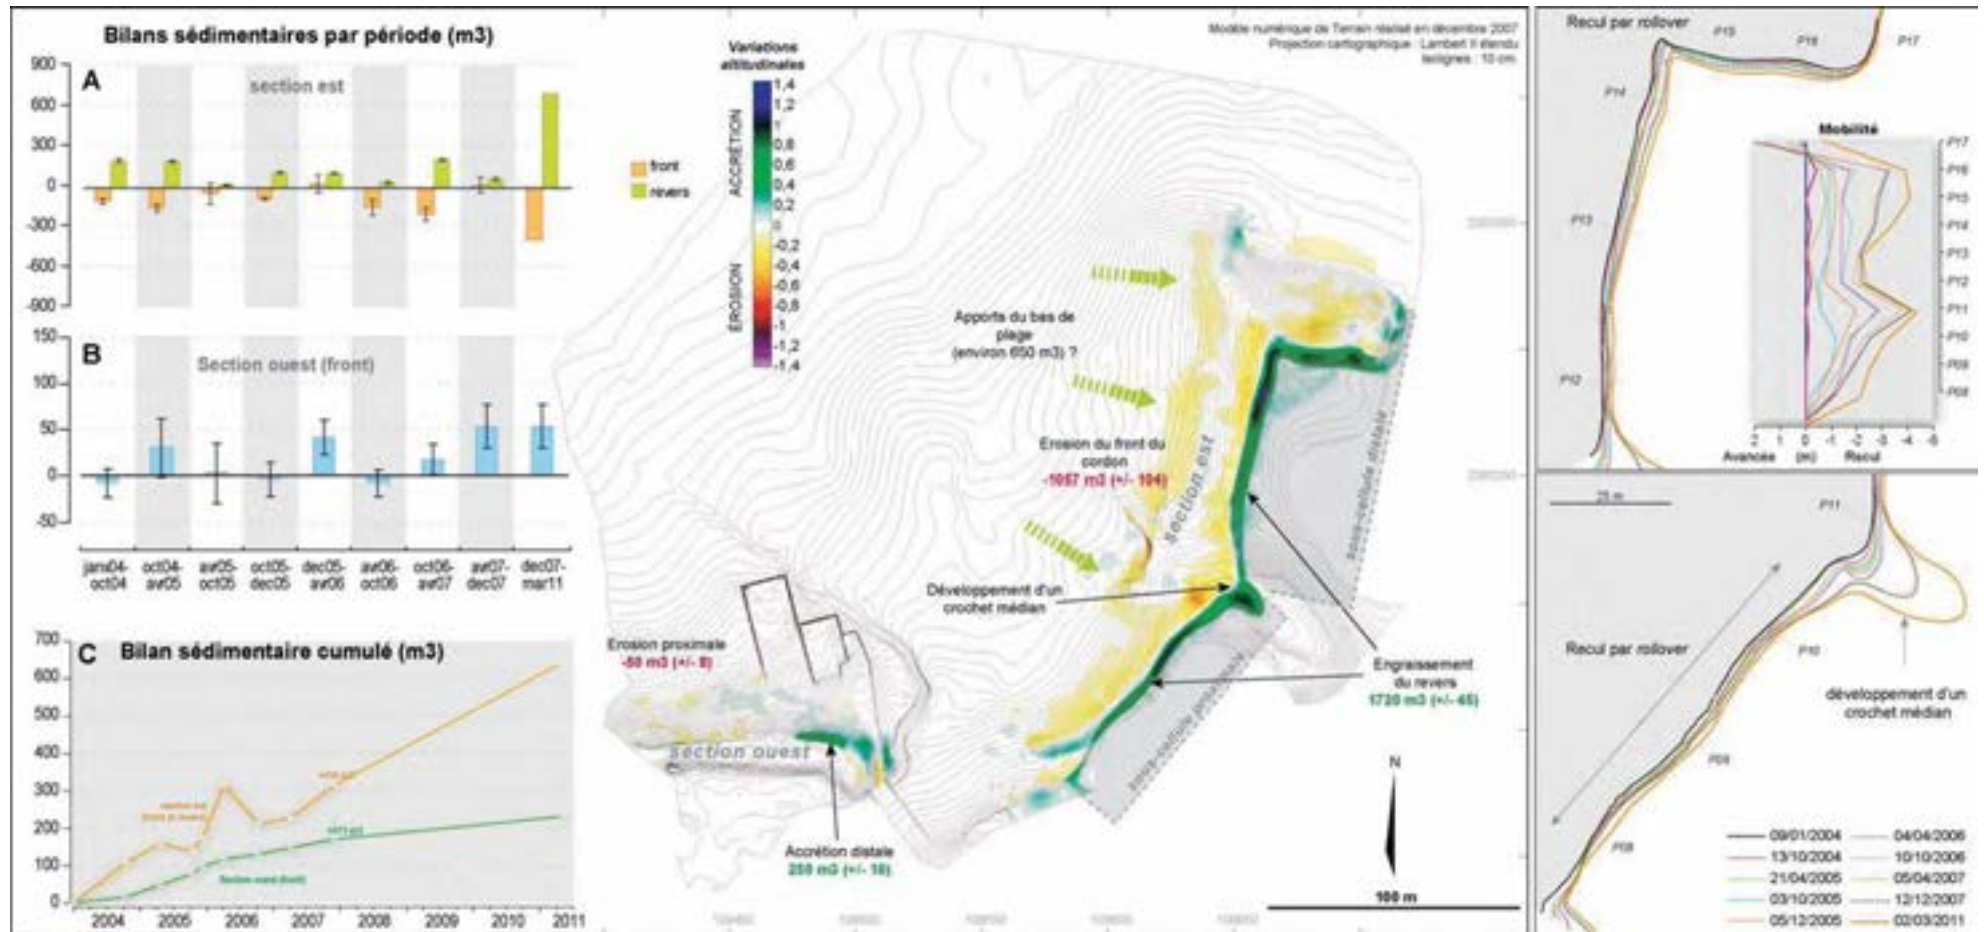 Bilans sédimentaires par période (m3)
A
section est
900
600
300
0
-300
-600
-900
front
revers
B
Section ouest (front)
150
100
50
0
-50
janv04-
oct04
oct04-
avr05
avr05-
oct05
oct05-
dec05
dec05-
avr06
avr06-
oct06
oct06-
avr07
avr07-
dec07
dec07-
mar11
C
Bilan sédimentaire cumulé (m3)
700
600
500
400
300
200
100
0
Section ouest (front)
2004
2005
2006
2007
2008
2009
2010
2011
Variations
altitudinales
ACCRÉTION
ÉROSION
1,4
1,2
1
0,8
0,6
0,4
0,2
0
-0,2
-0,4
-0,6
-0,8
-1
-1,2
-1,4
Modèle numérique de Terrain réalisé en décembre 2007
Projection cartographique : Lambert II étendu
Isolignes : 10 cm
Apports du bas de
plage
(environ 650 m3) ?
Erosion du front du
cordon
-1057 m3 (+/- 104)
Section est
sous-cellule distale
Développement d'un
crochet médian
Erosion proximale
-50 m3 (+/- 8)
Section ouest
Accrétion distale
250 m3 (+/- 10)
sous-cellule proximale
Engraissement
du revers
1720 m3 (+/- 45)
N
100 m
Recul par rollover
P15
P16
P17
P14
P13
P12
Mobilité
P17
P16
P15
P14
P13
P12
P11
P10
P09
P08
2
1
0
-1
-2
-3
-4
-5
Avancée
(m)
Recul
25 m
P11
Recul par rollover
P10
développement d'un
crochet médian
P09
P08
09/01/2004
13/10/2004
21/04/2005
03/10/2005
05/12/2005
04/04/2006
10/10/2006
05/04/2007
12/12/2007
02/03/2011